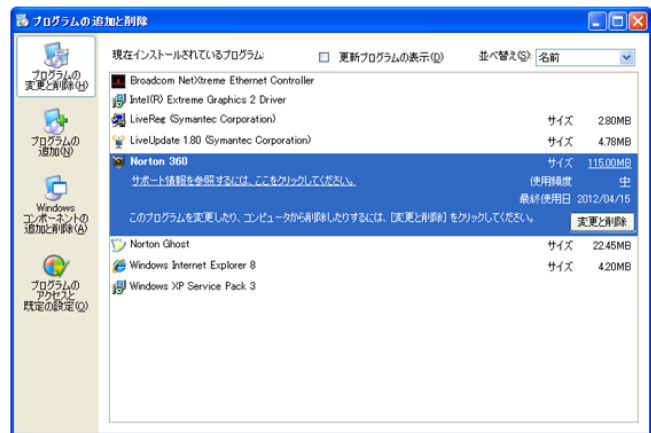 プログラムの追加と削除
現在インストールされているプログラム:
更新プログラムの表示(D)
並べ替え(S):
名前
プログラムの
変更と削除(H)
プログラムの
追加(N)
Windows
コンポーネントの
追加と削除(A)
プログラムの
アクセスと
既定の設定(O)
Broadcom NetXtreme Ethernet Controller
Intel(R) Extreme Graphics 2 Driver
LiveReg (Symantec Corporation)
サイズ 2.80MB
LiveUpdate 1.80 (Symantec Corporation)
サイズ 4.78MB
Norton 360
サイズ 115.00MB
サポート情報を参照するには、ここをクリックしてください。
使用頻度 中
最終使用日 2012/04/15
このプログラムを変更したり、コンピュータから削除したりするには、[変更と削除] をクリックしてください。
変更と削除
Norton Ghost
サイズ 22.45MB
Windows Internet Explorer 8
サイズ 4.20MB
Windows XP Service Pack 3